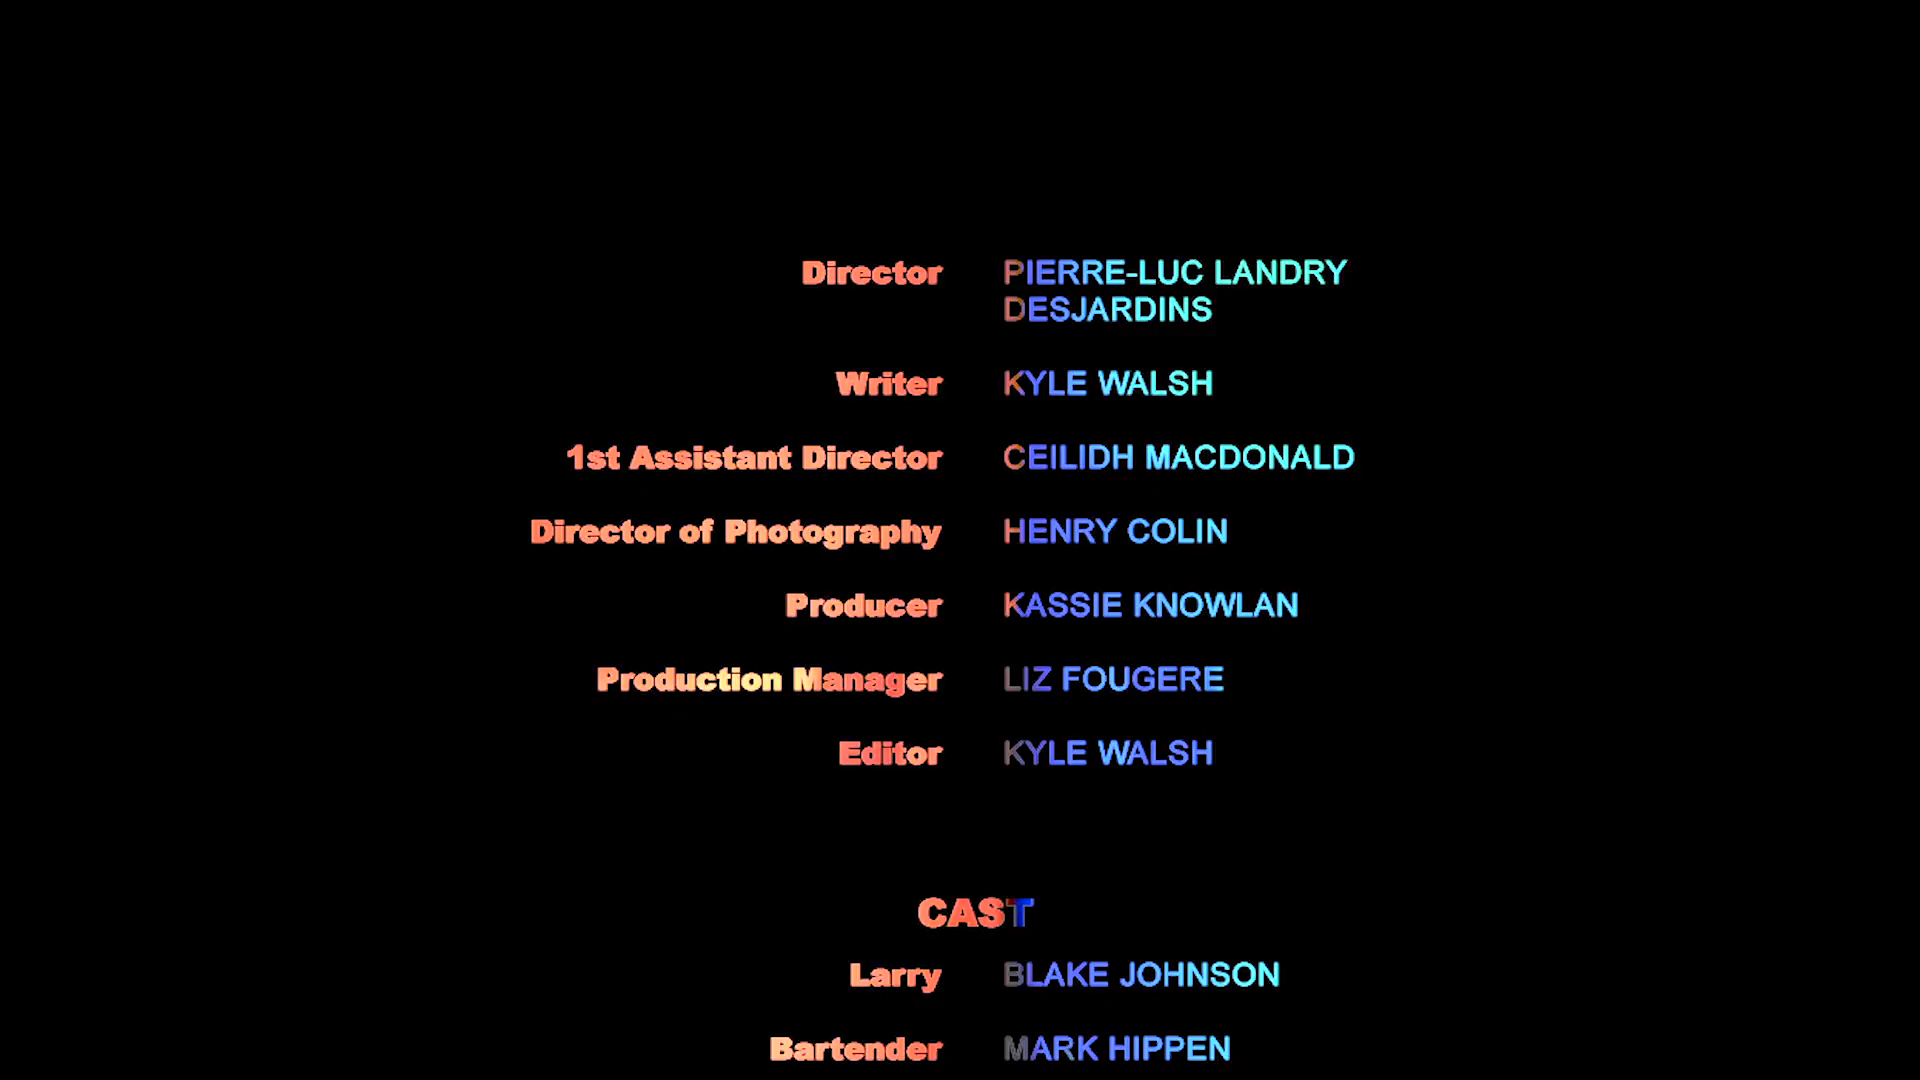 Director PIERRE-LUC LANDRY
DESJARDINS
Writer KYLE WALSH
1st Assistant Director CEILIDH MACDONALD
Director of Photography HENRY COLIN
Producer KASSIE KNOWLAN
Production Manager LIZ FOUGERE
Editor KYLE WALSH
CAST
Larry BLAKE JOHNSON
Bartender MARK HIPPEN